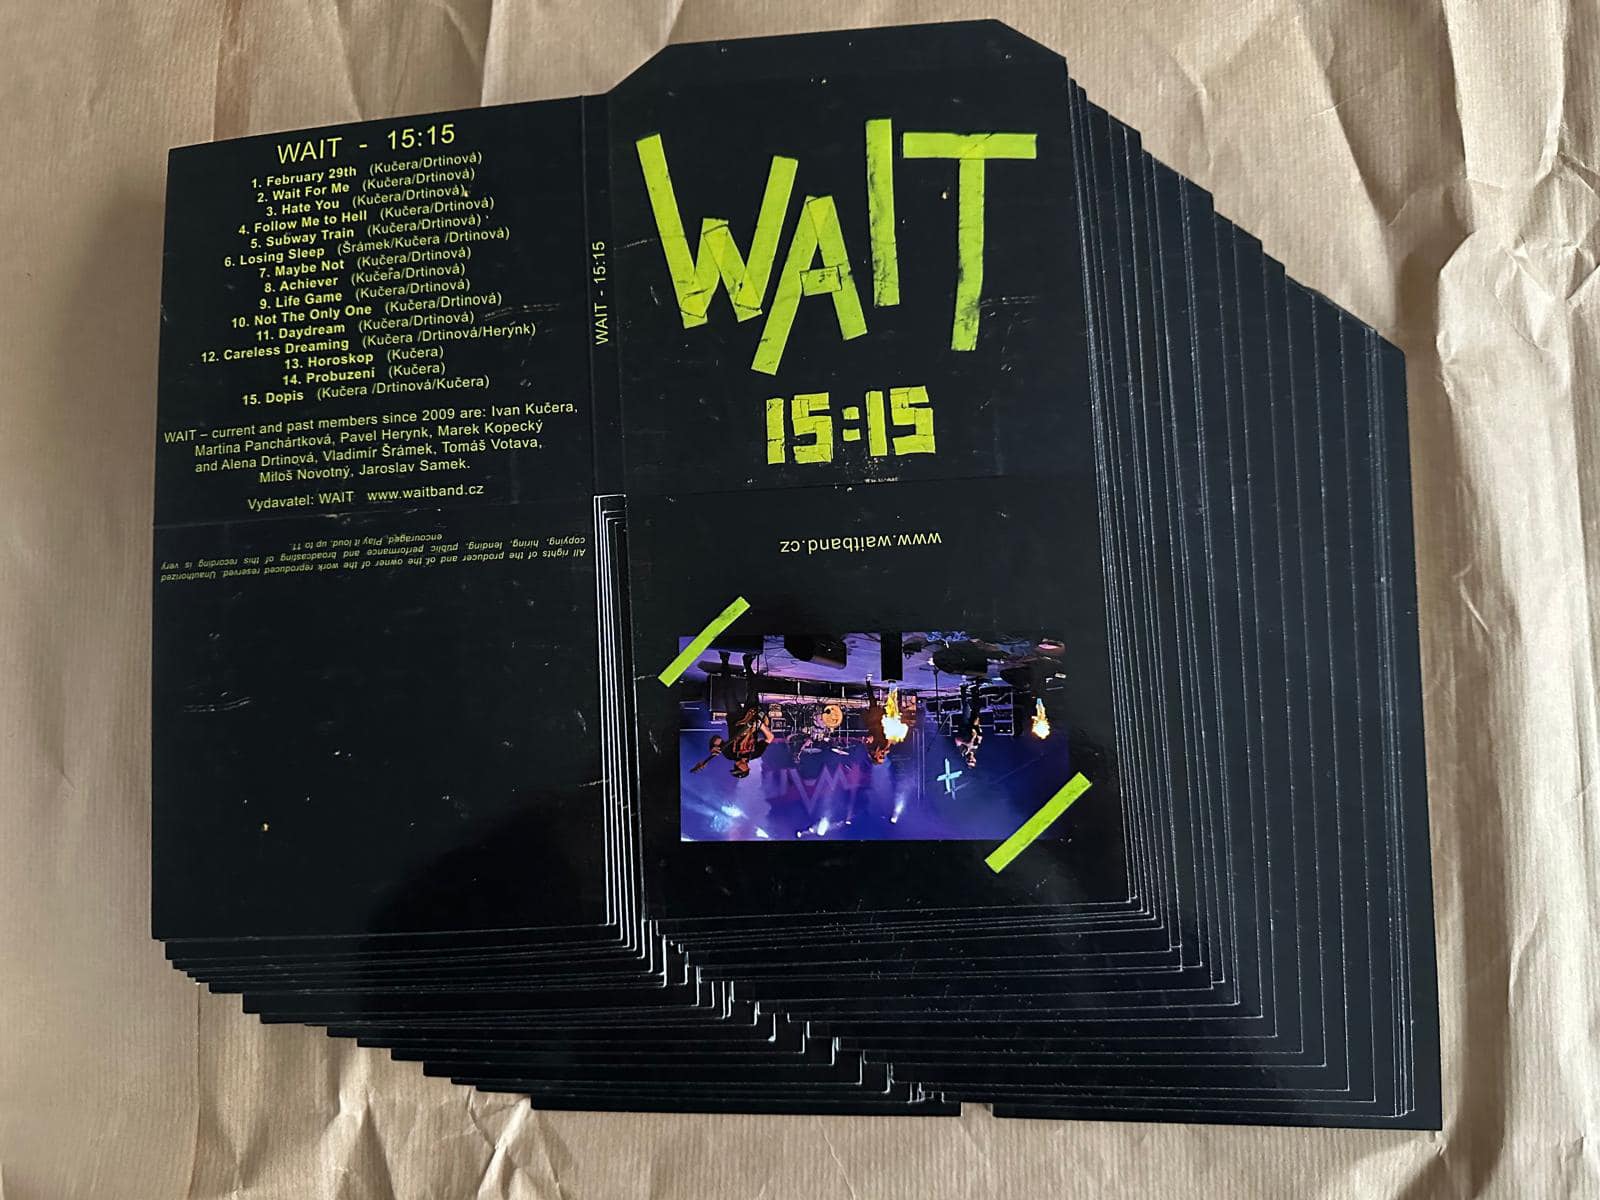 WAIT - 15:15
1. February 29th (Kučera/Drtinová)
2. Wait For Me (Kučera/Drtinová)
3. Hate You (Kučera/Drtinová)
4. Follow Me to Hell (Kučera/Drtinová)
5. Subway Train (Kučera/Drtinová)
6. Losing Sleep (Šrámek/Kučera /Drtinová)
7. Maybe Not (Kučera/Drtinová)
8. Achiever (Kučera/Drtinová)
9. Life Game (Kučera/Drtinová)
10. Not The Only One (Kučera/Drtinová)
11. Daydream (Kučera/Drtinová)
12. Careless Dreaming (Kučera /Drtinová/Herynk)
13. Horoskop (Kučera)
14. Probuzení (Kučera)
15. Dopis (Kučera /Drtinová/Kučera)
WAIT – current and past members since 2009 are: Ivan Kučera,
Martina Panchártková, Pavel Herynk, Marek Kopecký
and Alena Drtinová, Vladimír Šrámek, Tomáš Votava,
Miloš Novotný, Jaroslav Samek.
Vydavatel: WAIT www.waitband.cz
All rights of the producer and of the owner of the work reproduced reserved. Unauthorized
copying, hiring, lending, public performance and broadcasting of this recording is very
encouraged. Play it loud, up to 11.
WAIT - 15:15
WAIT
15:15
www.waitband.cz
WAIT